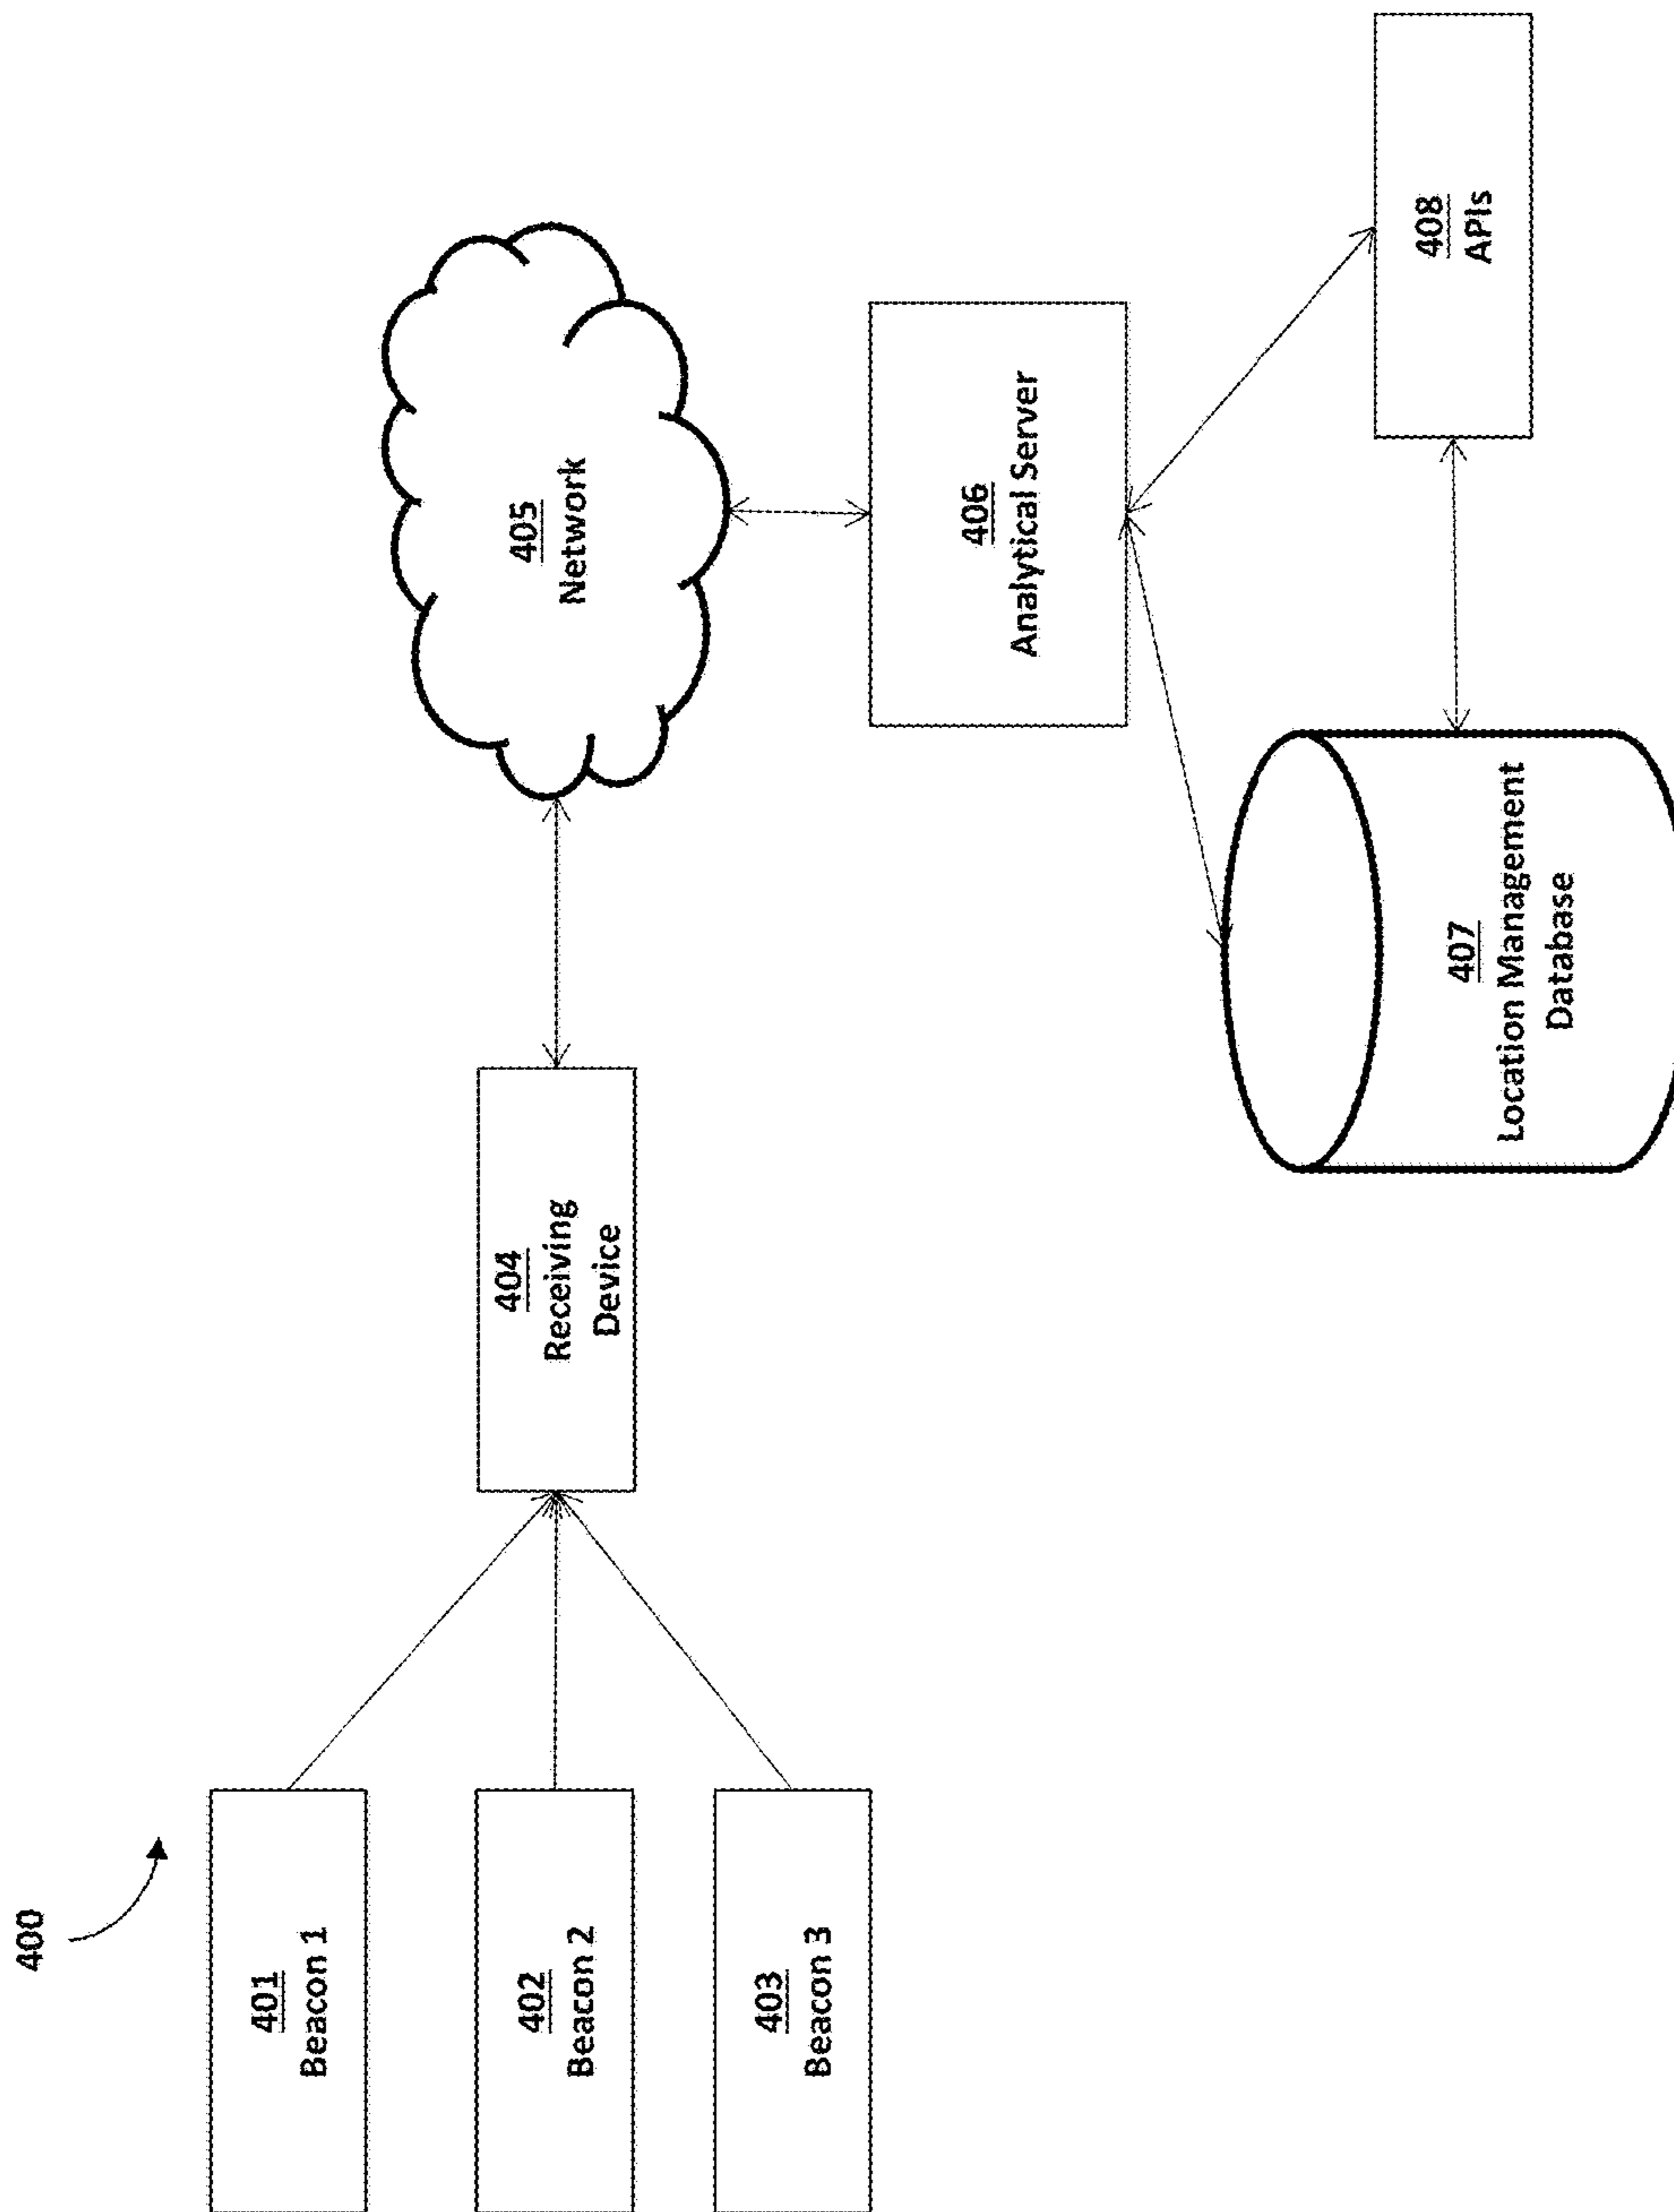 400
401
Beacon 1
402
Beacon 2
403
Beacon 3
404
Receiving
Device
405
Network
406
Analytical Server
407
Location Management
Database
408
APIs